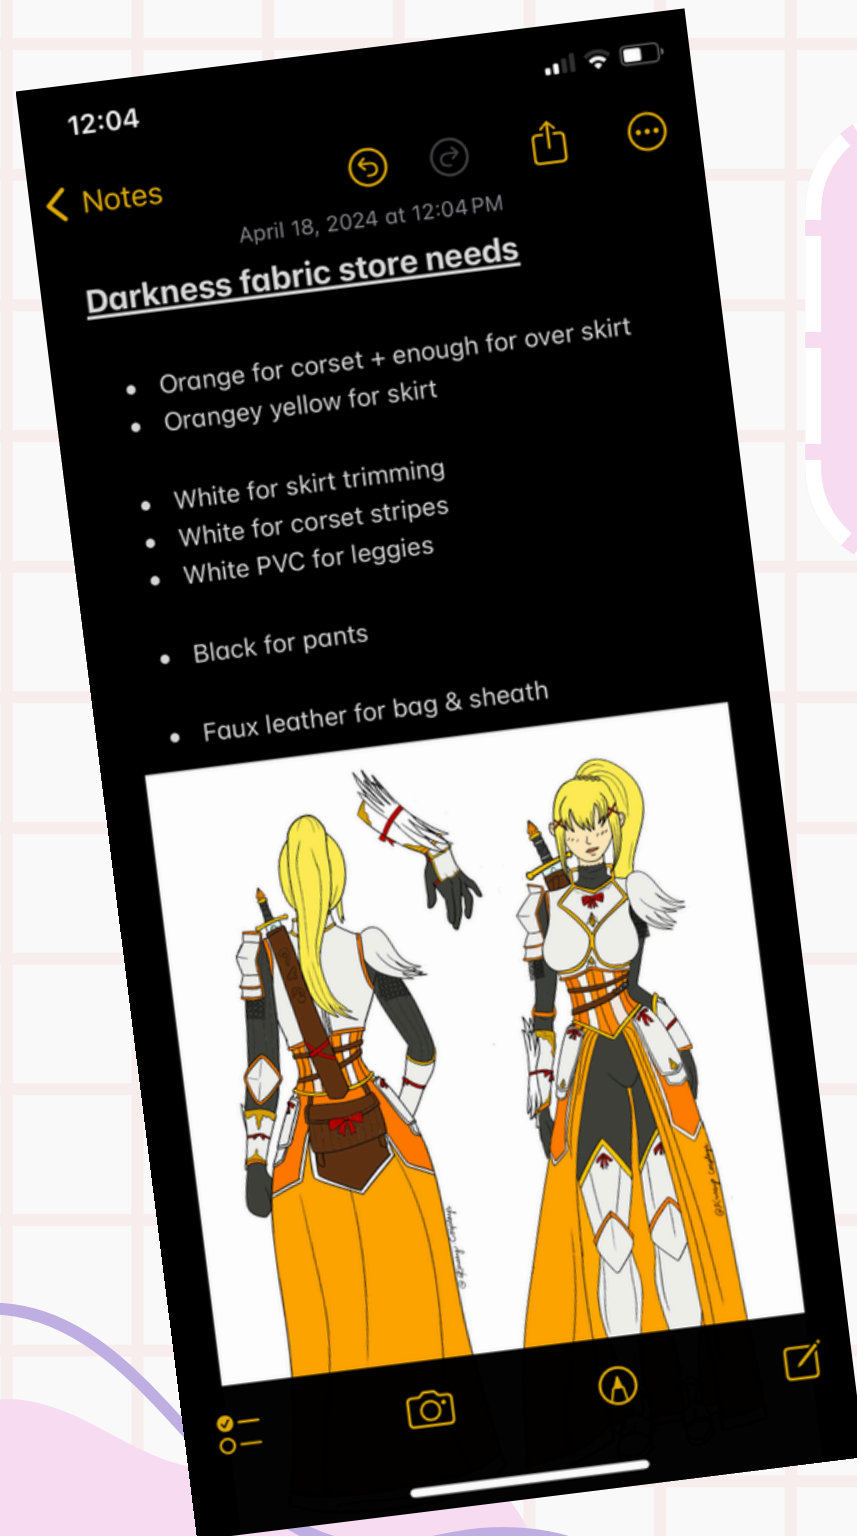 12:04
Notes
April 18, 2024 at 12:04 PM
Darkness fabric store needs
• Orange for corset + enough for over skirt
• Orangey yellow for skirt
• White for skirt trimming
• White for corset stripes
• White PVC for leggies
• Black for pants
• Faux leather for bag & sheath